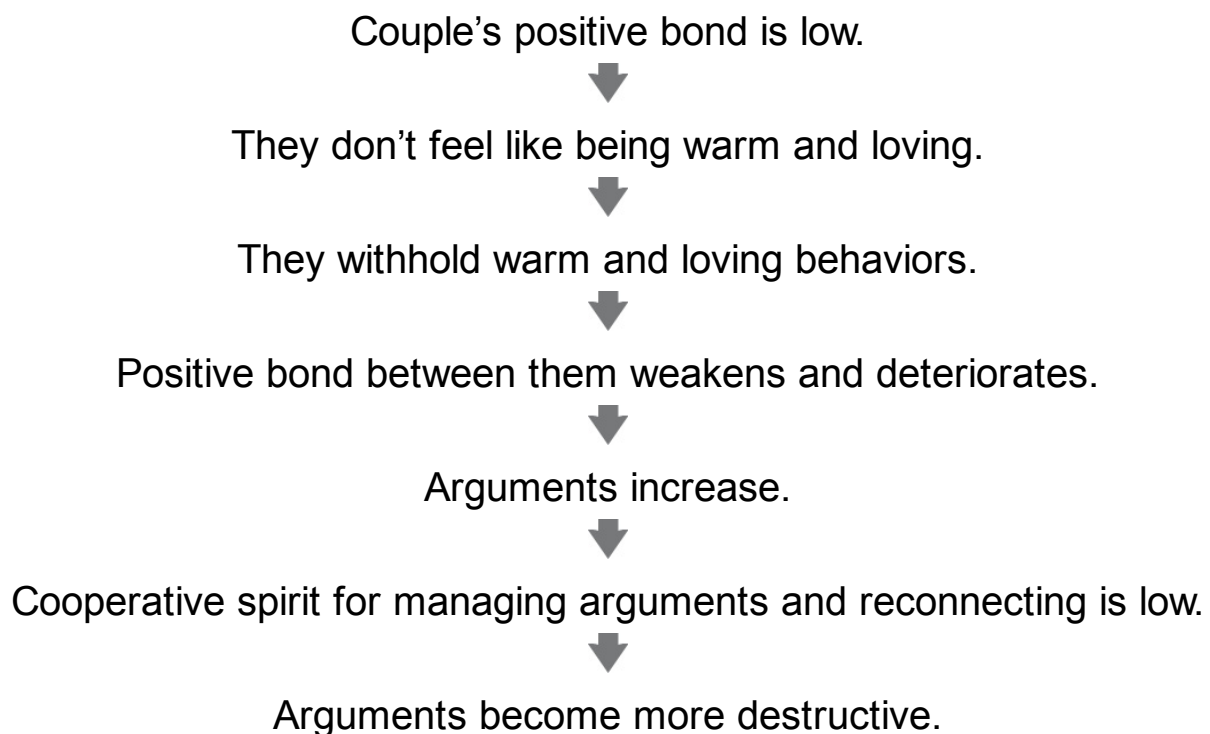 Couple’s positive bond is low.
They don’t feel like being warm and loving.
They withhold warm and loving behaviors.
Positive bond between them weakens and deteriorates.
Arguments increase.
Cooperative spirit for managing arguments and reconnecting is low.
Arguments become more destructive.